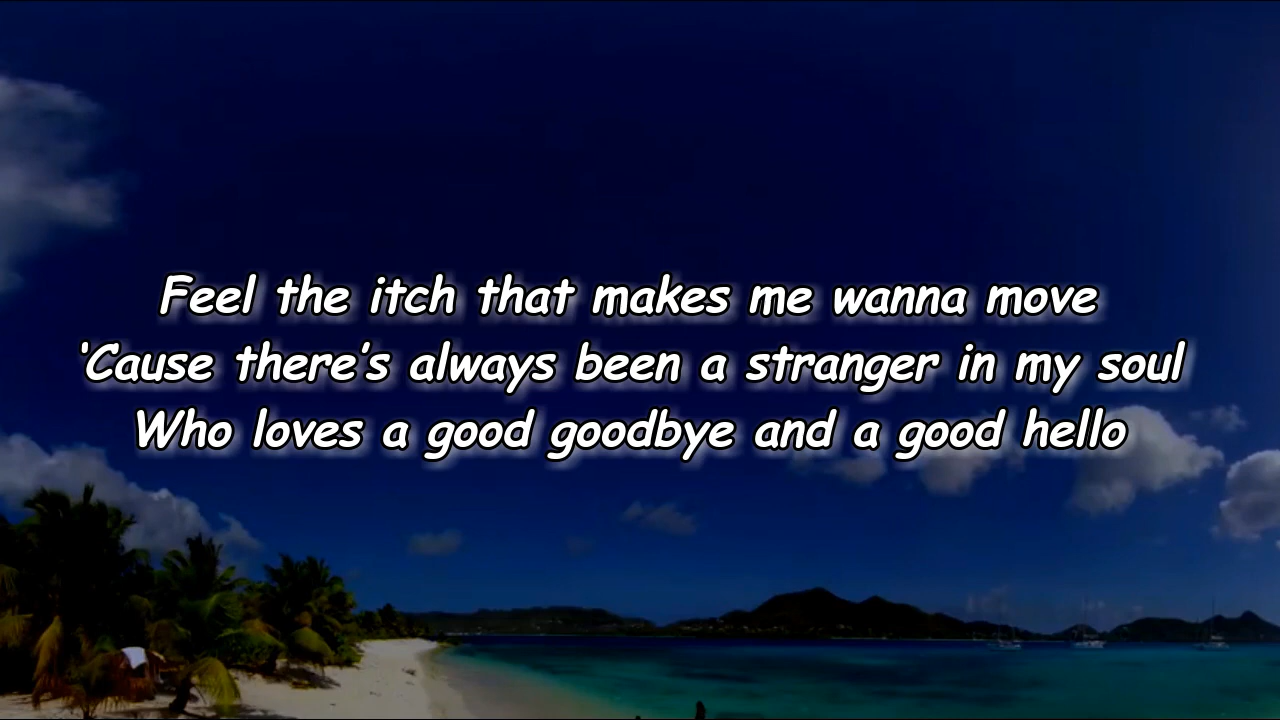 Feel the itch that makes me wanna move
‘Cause there’s always been a stranger in my soul
Who loves a good goodbye and a good hello